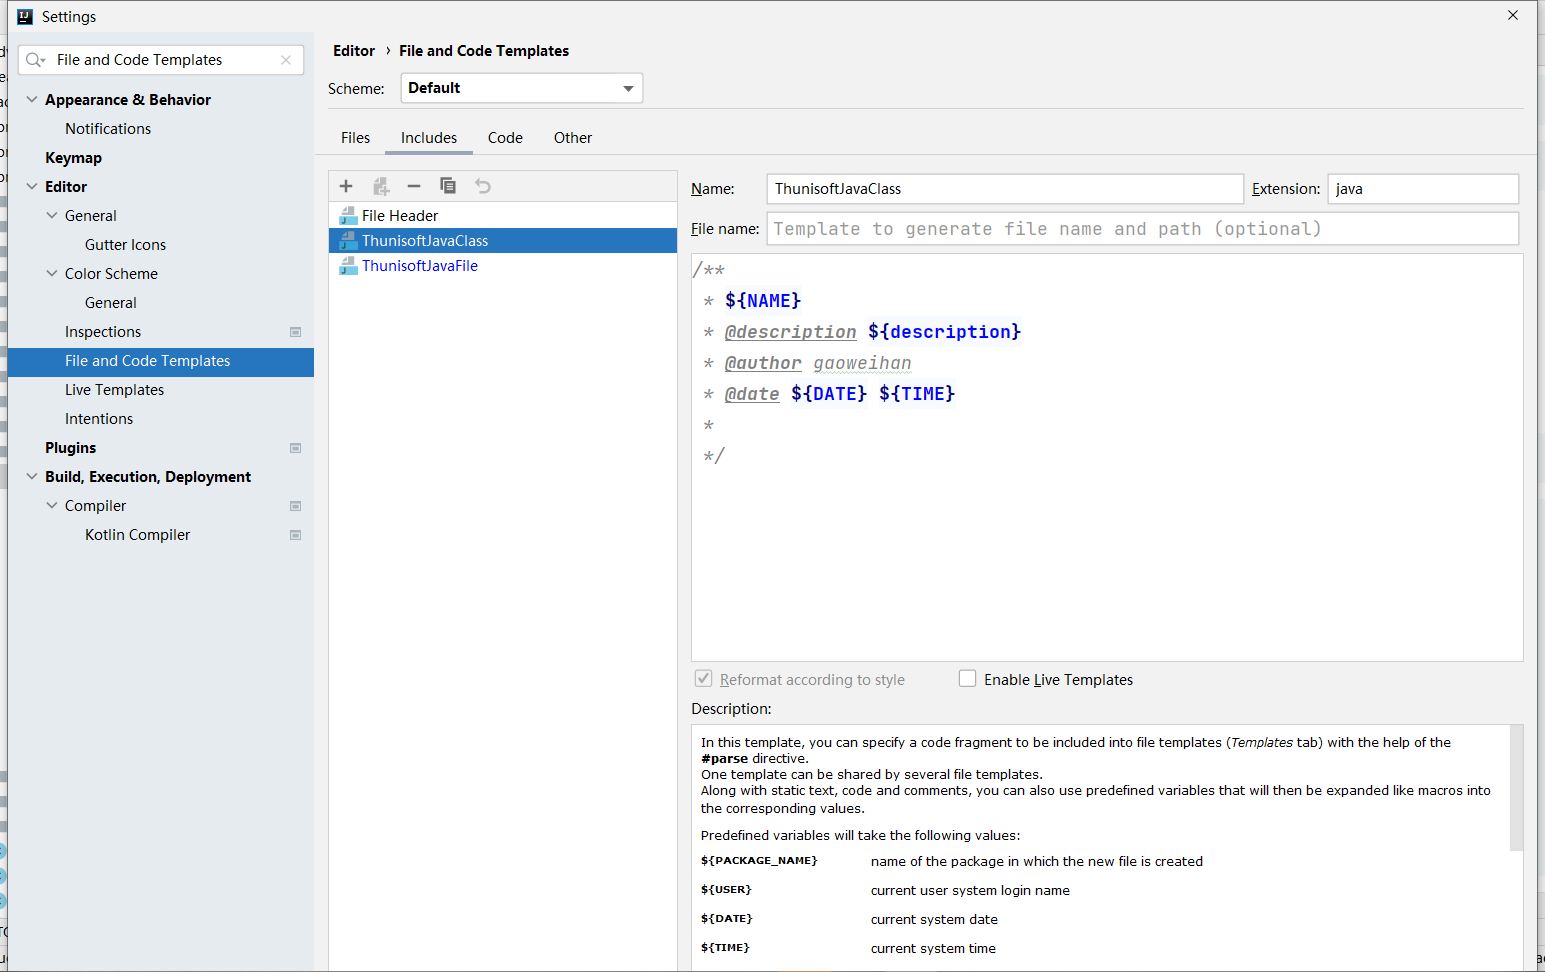 Settings
File and Code Templates
Appearance & Behavior
Notifications
Keymap
Editor
General
Gutter Icons
Color Scheme
General
Inspections
File and Code Templates
Live Templates
Intentions
Plugins
Build, Execution, Deployment
Compiler
Kotlin Compiler
Editor › File and Code Templates
Scheme: Default
Files Includes Code Other
File Header
ThunisoftJavaClass
ThunisoftJavaFile
Name: ThunisoftJavaClass Extension: java
File name: Template to generate file name and path (optional)
/**
* ${NAME}
* @description ${description}
* @author gaoweihan
* @date ${DATE} ${TIME}
*
*/
Reformat according to style Enable Live Templates
Description:
In this template, you can specify a code fragment to be included into file templates (Templates tab) with the help of the
#parse directive.
One template can be shared by several file templates.
Along with static text, code and comments, you can also use predefined variables that will then be expanded like macros into
the corresponding values.
Predefined variables will take the following values:
${PACKAGE_NAME} name of the package in which the new file is created
${USER} current user system login name
${DATE} current system date
${TIME} current system time